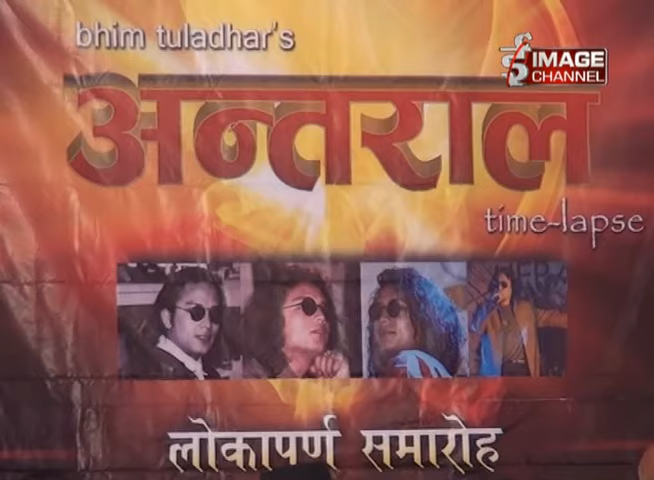 bhim tuladhar's
IMAGE
CHANNEL
अन्तराल
time-lapse
लोकापर्ण समारोह